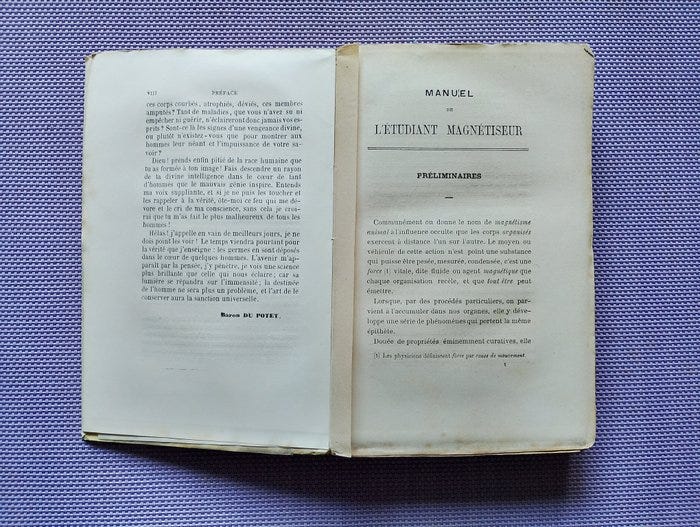 VIII PRÉFACE
ces corps courbés, atrophiés, déviés, ces membres
amputés? Tant de maladies, que vous n'avez su ni
empêcher ni guérir, n'éclaireront donc jamais vos es-
prits? Sont-ce là les signes d'une vengeance divine,
ou plutôt n'existez-vous que pour montrer aux
hommes leur néant et l'impuissance de votre sa-
voir?
Dieu! prends enfin pitié de la race humaine que
tu as formée à ton image! Fais descendre un rayon
de ta divine intelligence dans le cœur de tant
d'hommes que le mauvais génie inspire. Entends
ma voix suppliante, et si je ne puis les toucher et
les rappeler à la vérité, ôte-moi ce feu qui me dé-
vore et le cri de ma conscience, sans cela je croi-
rai que tu m'as fait le plus malheureux de tous les
hommes!
Hélas! j'appelle en vain de meilleurs jours, je ne
dois point les voir! Le temps viendra pourtant pour
la vérité que j'enseigne: les germes en sont déposés
dans le cœur de quelques hommes. L'avenir m'ap-
paraît par la pensée, j'y pénètre, je vois une science
plus brillante que celle qui nous éclaire; car sa
lumière se répandra sur l'immensité; la destinée
de l'homme ne sera plus un problème, et l'art de le
conserver aura la sanction universelle.
Baron DU POTET.
MANUEL
DE
L'ÉTUDIANT MAGNÉTISEUR
PRÉLIMINAIRES
Communément on donne le nom de magnétisme
animal à l'influence occulte que les corps organisés
exercent à distance l'un sur l'autre. Le moyen ou
véhicule de cette action n'est point une substance
qui puisse être pesée, mesurée, condensée, c'est une
force (1) vitale, dite fluide ou agent magnétique que
chaque organisation recèle, et que tout être peut
émettre.
Lorsque, par des procédés particuliers, on par-
vient à l'accumuler dans nos organes, elle y déve-
loppe une série de phénomènes qui portent la même
épithète.
Douée de propriétés éminemment curatives, elle
(1) Les physiciens définissent force par cause de mouvement
1